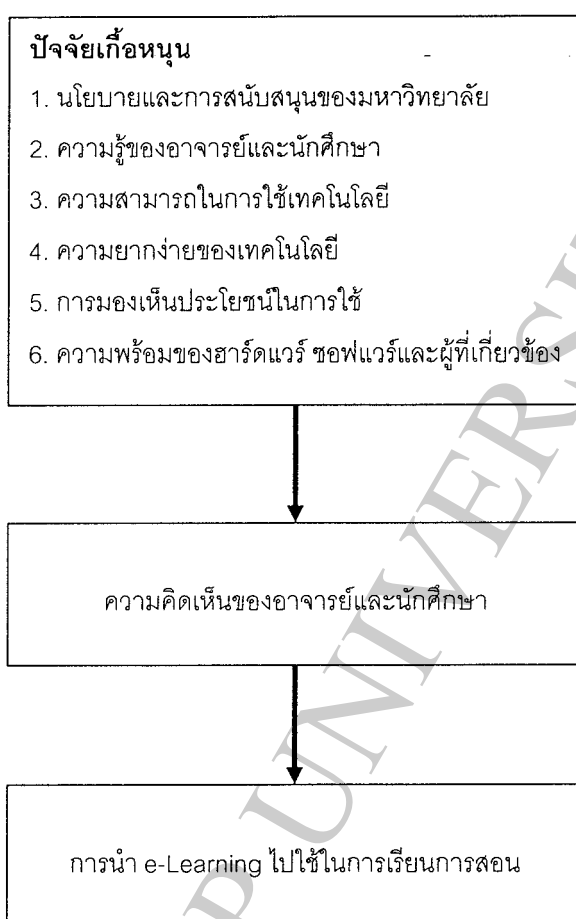 ปัจจัยเกื้อหนุน
1. นโยบายและการสนับสนุนของมหาวิทยาลัย
2. ความรู้ของอาจารย์และนักศึกษา
3. ความสามารถในการใช้เทคโนโลยี
4. ความยากง่ายของเทคโนโลยี
5. การมองเห็นประโยชน์ในการใช้
6. ความพร้อมของฮาร์ดแวร์ ซอฟแวร์และผู้ที่เกี่ยวข้อง
ความคิดเห็นของอาจารย์และนักศึกษา
การนำ e-Learning ไปใช้ในการเรียนการสอน